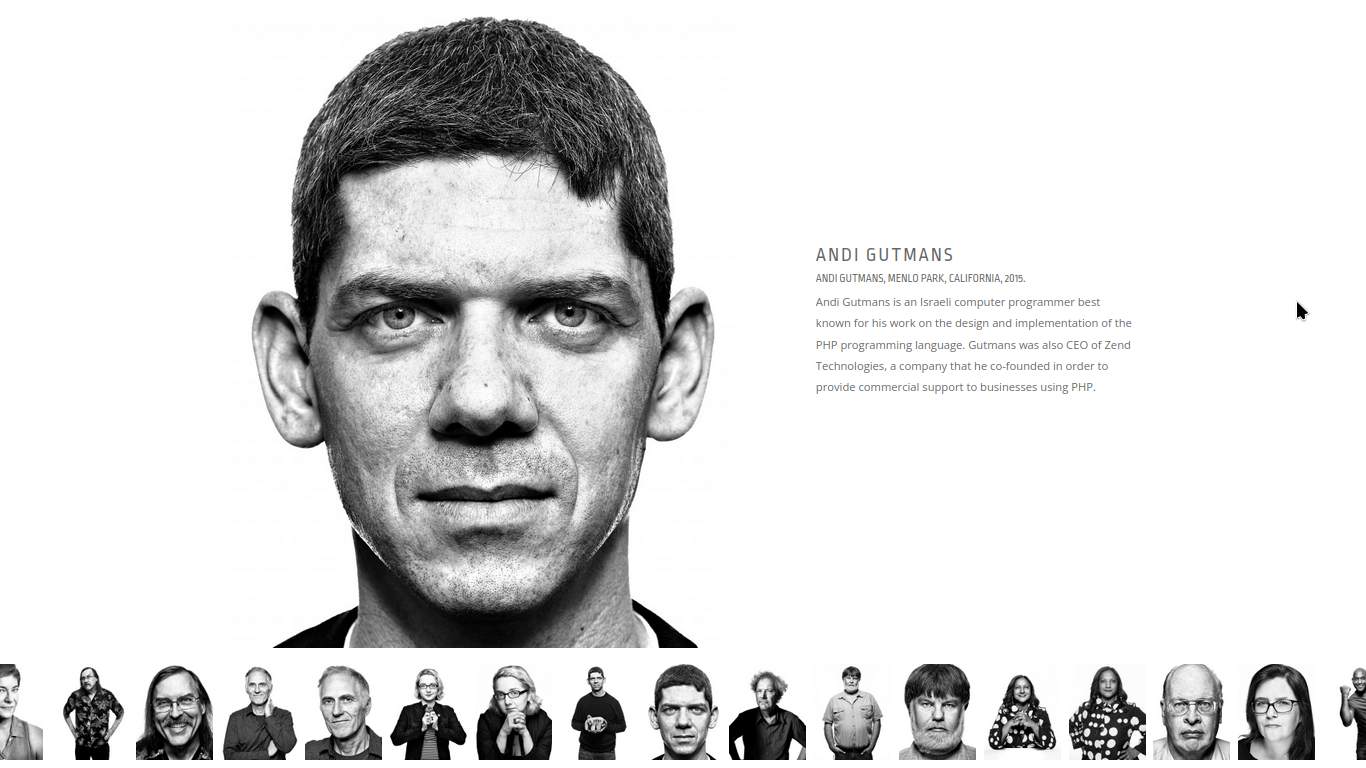 ANDI GUTMANS
ANDI GUTMANS, MENLO PARK, CALIFORNIA, 2015.
Andi Gutmans is an Israeli computer programmer best
known for his work on the design and implementation of the
PHP programming language. Gutmans was also CEO of Zend
Technologies, a company that he co-founded in order to
provide commercial support to businesses using PHP.